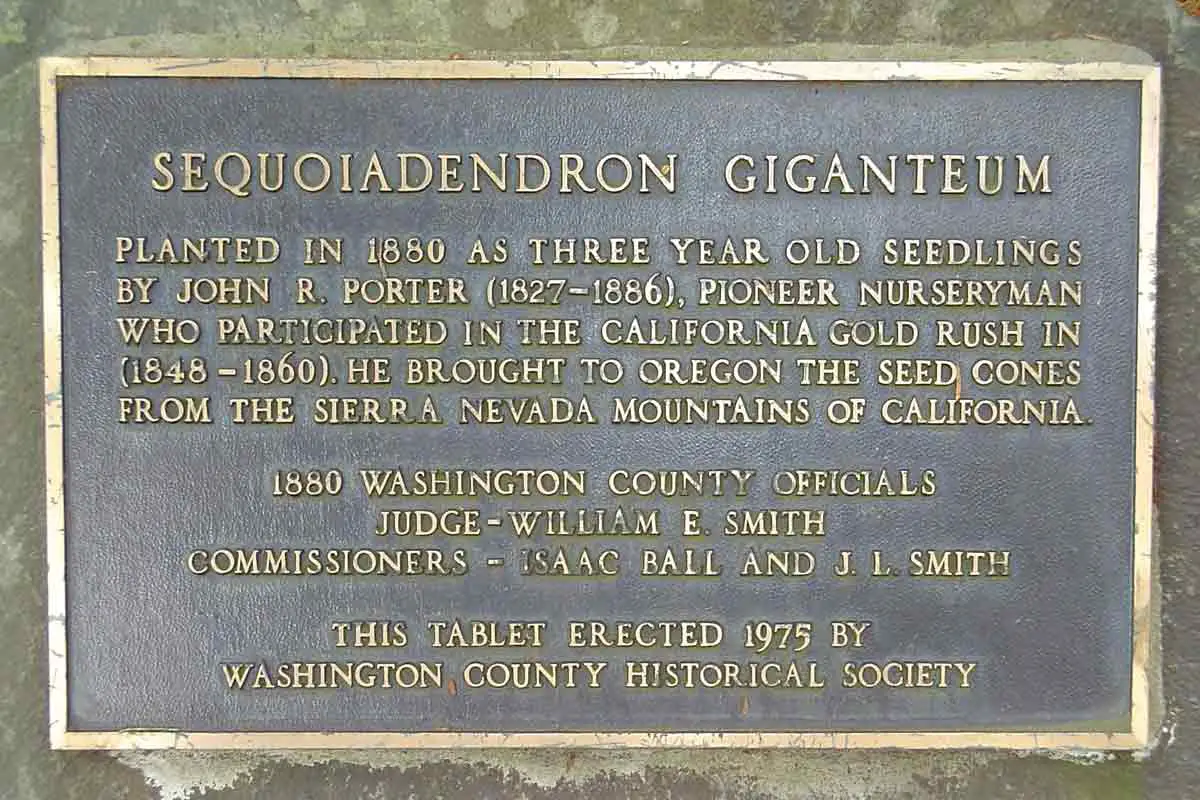 SEQUOIADENDRON GIGANTEUM
PLANTED IN 1880 AS THREE YEAR OLD SEEDLINGS
BY JOHN R. PORTER (1827-1886), PIONEER NURSERYMAN
WHO PARTICIPATED IN THE CALIFORNIA GOLD RUSH IN
(1848-1860). HE BROUGHT TO OREGON THE SEED CONES
FROM THE SIERRA NEVADA MOUNTAINS OF CALIFORNIA.
1880 WASHINGTON COUNTY OFFICIALS
JUDGE-WILLIAM E. SMITH
COMMISSIONERS - ISAAC BALL AND J. L. SMITH
THIS TABLET ERECTED 1975 BY
WASHINGTON COUNTY HISTORICAL SOCIETY